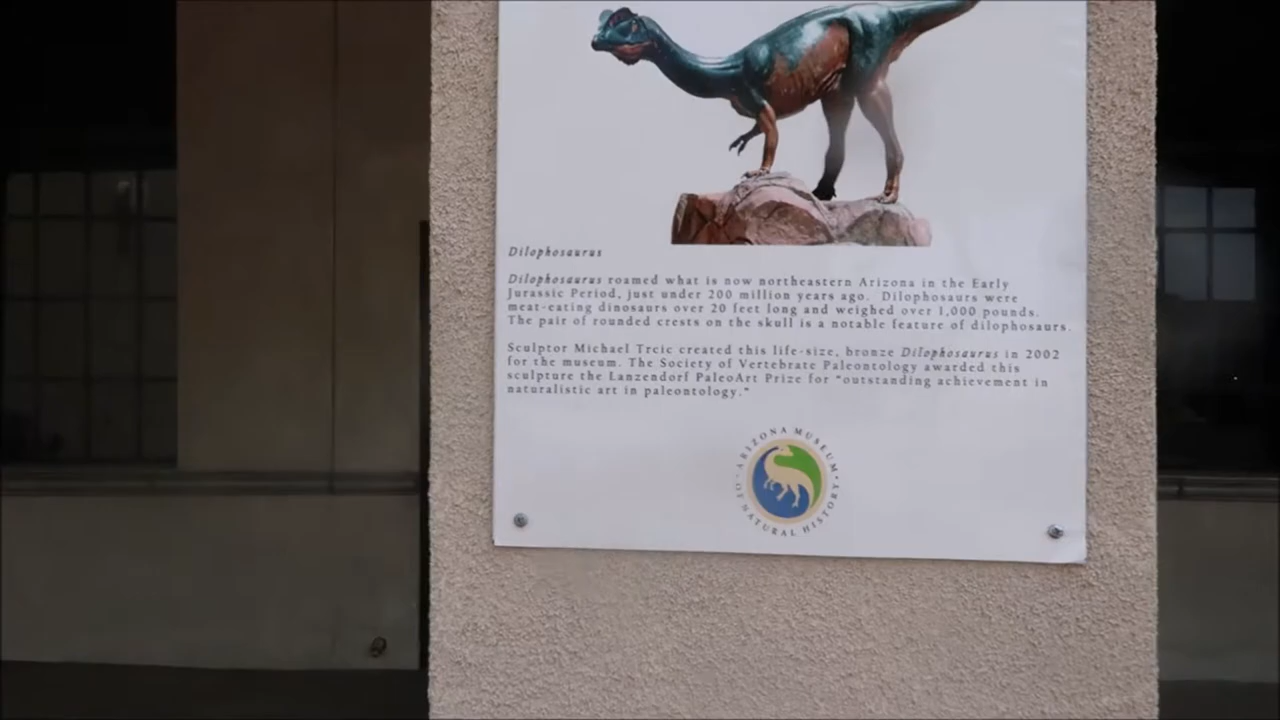 Dilophosaurus
Dilophosaurus roamed what is now northeastern Arizona in the Early
Jurassic Period, just under 200 million years ago. Dilophosaurs were
meat-eating dinosaurs over 20 feet long and weighed over 1,000 pounds.
The pair of rounded crests on the skull is a notable feature of dilophosaurs.
Sculptor Michael Trcic created this life-size, bronze Dilophosaurus in 2002
for the museum. The Society of Vertebrate Paleontology awarded this
sculpture the Lanzendorf PaleoArt Prize for "outstanding achievement in
naturalistic art in paleontology."
ARIZONA MUSEUM
OF NATURAL HISTORY